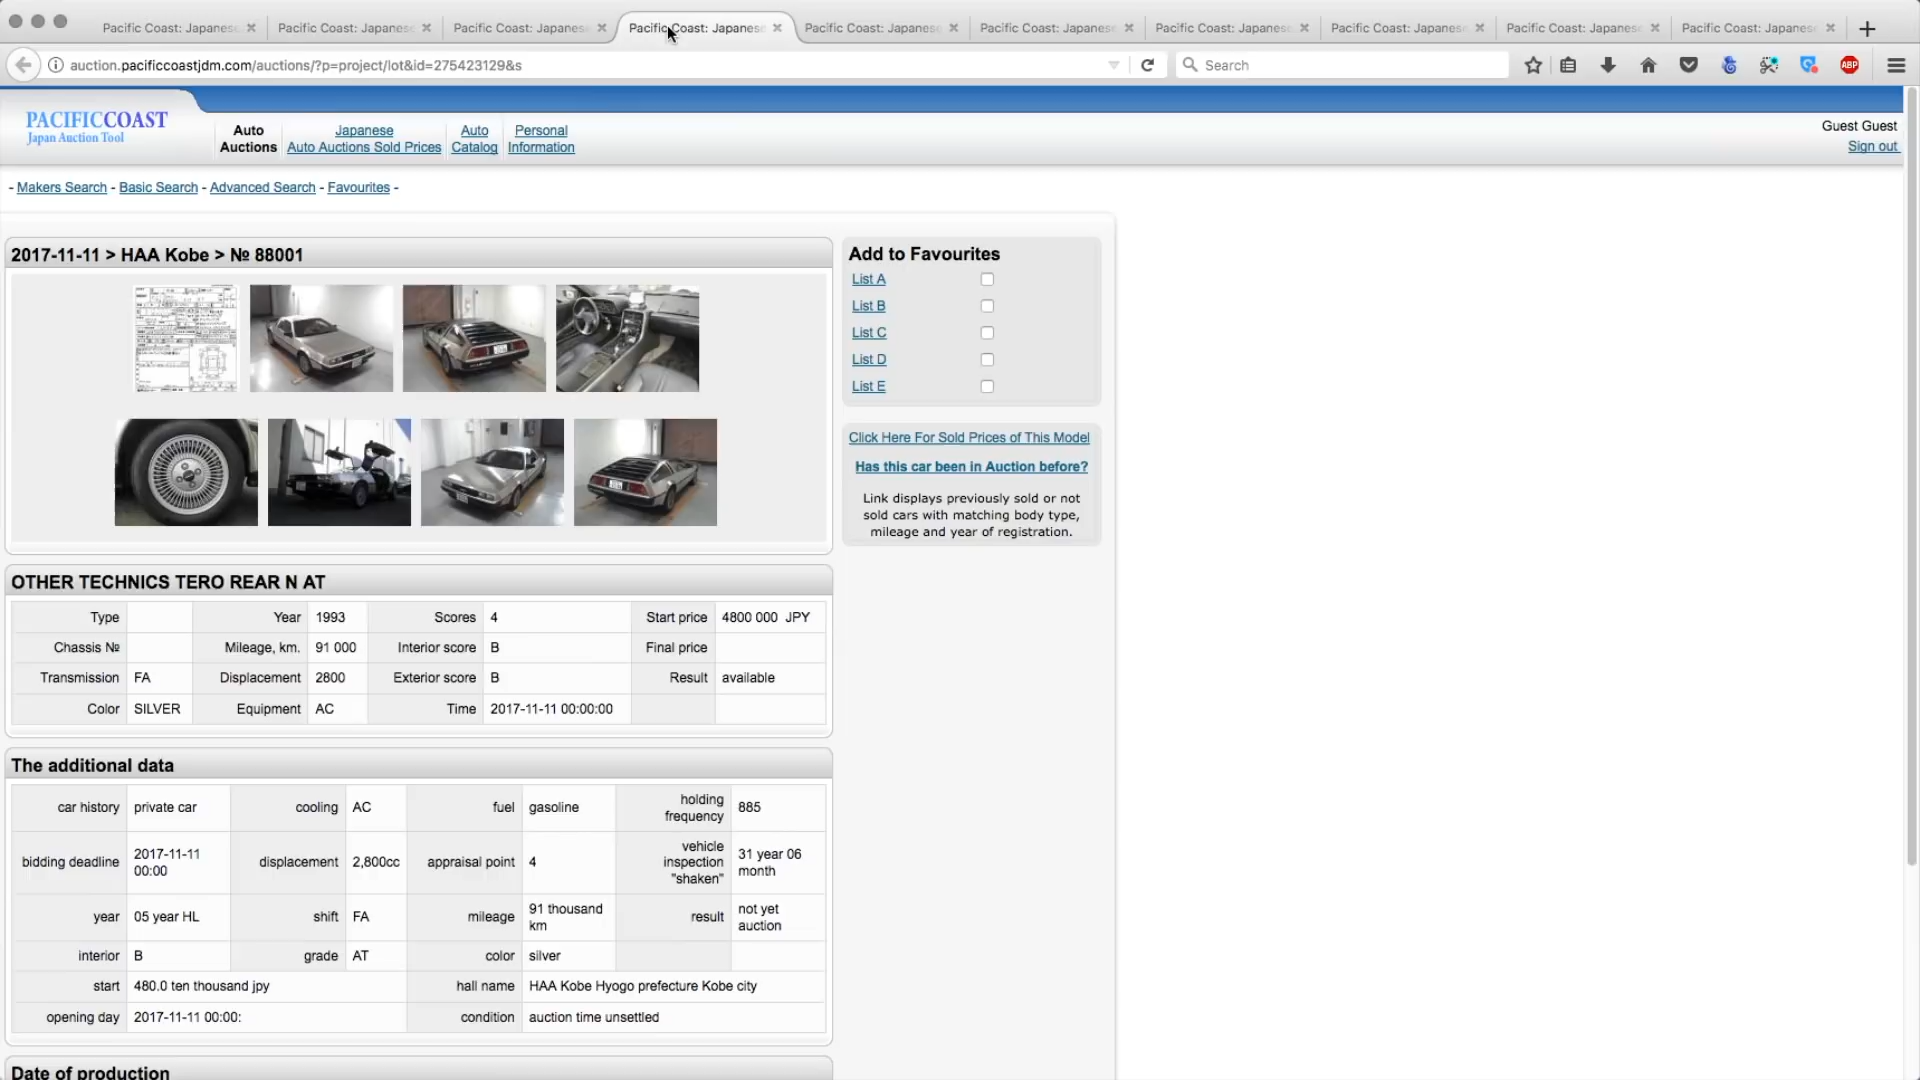 Pacific Coast: Japanese
Pacific Coast: Japanese
Pacific Coast: Japanese
Pacific Coast: Japanese
Pacific Coast: Japanese
Pacific Coast: Japanese
Pacific Coast: Japanese
Pacific Coast: Japanese
Pacific Coast: Japanese
Pacific Coast: Japanese
auction.pacificcoastjdm.com/auctions/?p=project/lot&id=275423129&s
Search
ABP
PACIFICCOAST
Japan Auction Tool
Auto Auctions
Japanese Auto Auctions Sold Prices
Auto Catalog
Personal Information
Guest Guest
Sign out
- Makers Search - Basic Search - Advanced Search - Favourites -
2017-11-11 > HAA Kobe > № 88001
Add to Favourites
List A
List B
List C
List D
List E
Click Here For Sold Prices of This Model
Has this car been in Auction before?
Link displays previously sold or not
sold cars with matching body type,
mileage and year of registration.
OTHER TECHNICS TERO REAR N AT
Type Year 1993 Scores 4 Start price 4800 000 JPY
Chassis № Mileage, km. 91 000 Interior score B Final price
Transmission FA Displacement 2800 Exterior score B Result available
Color SILVER Equipment AC Time 2017-11-11 00:00:00
The additional data
car history private car cooling AC fuel gasoline holding frequency 885
bidding deadline 2017-11-11 00:00 displacement 2,800cc appraisal point 4 vehicle inspection "shaken" 31 year 06 month
year 05 year HL shift FA mileage 91 thousand km result not yet auction
interior B grade AT color silver
start 480.0 ten thousand jpy hall name HAA Kobe Hyogo prefecture Kobe city
opening day 2017-11-11 00:00: condition auction time unsettled
Date of production